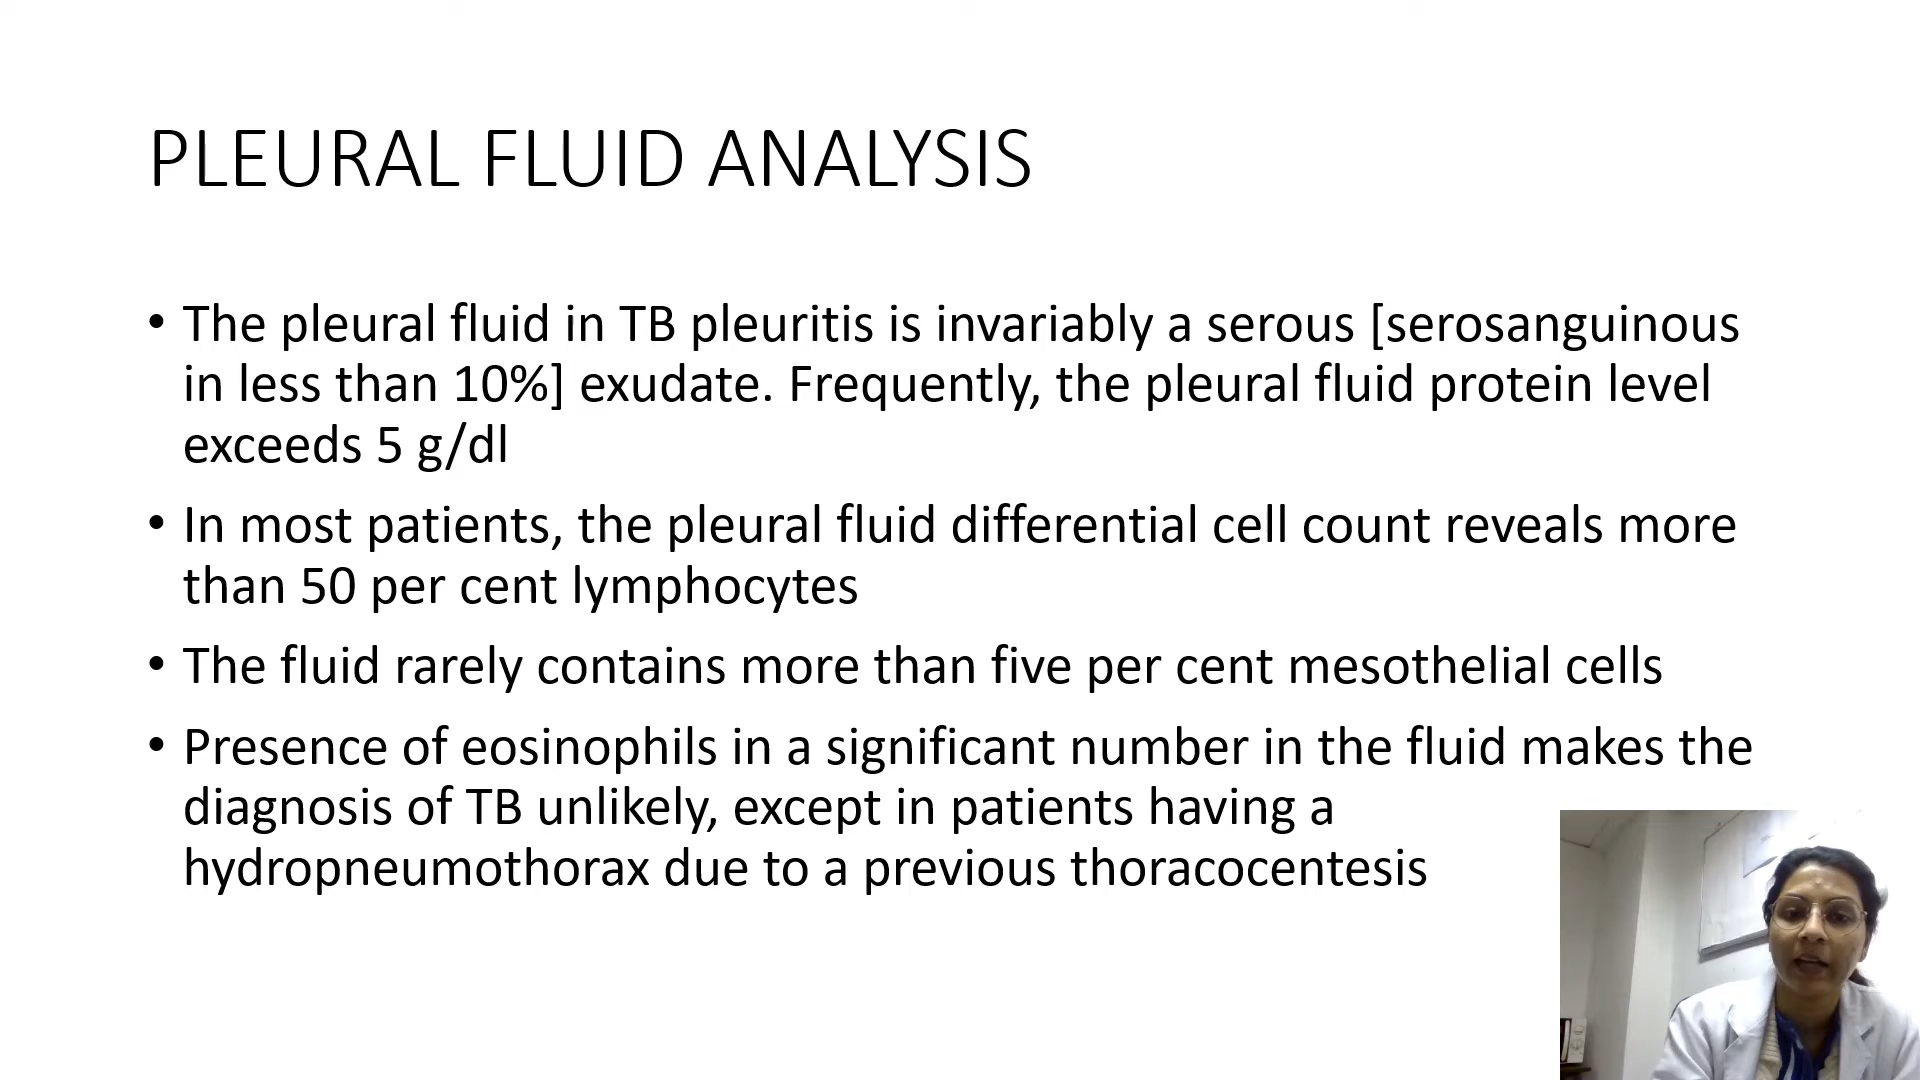 PLEURAL FLUID ANALYSIS
• The pleural fluid in TB pleuritis is invariably a serous [serosanguinous
in less than 10%] exudate. Frequently, the pleural fluid protein level
exceeds 5 g/dl
• In most patients, the pleural fluid differential cell count reveals more
than 50 per cent lymphocytes
• The fluid rarely contains more than five per cent mesothelial cells
• Presence of eosinophils in a significant number in the fluid makes the
diagnosis of TB unlikely, except in patients having a
hydropneumothorax due to a previous thoracocentesis